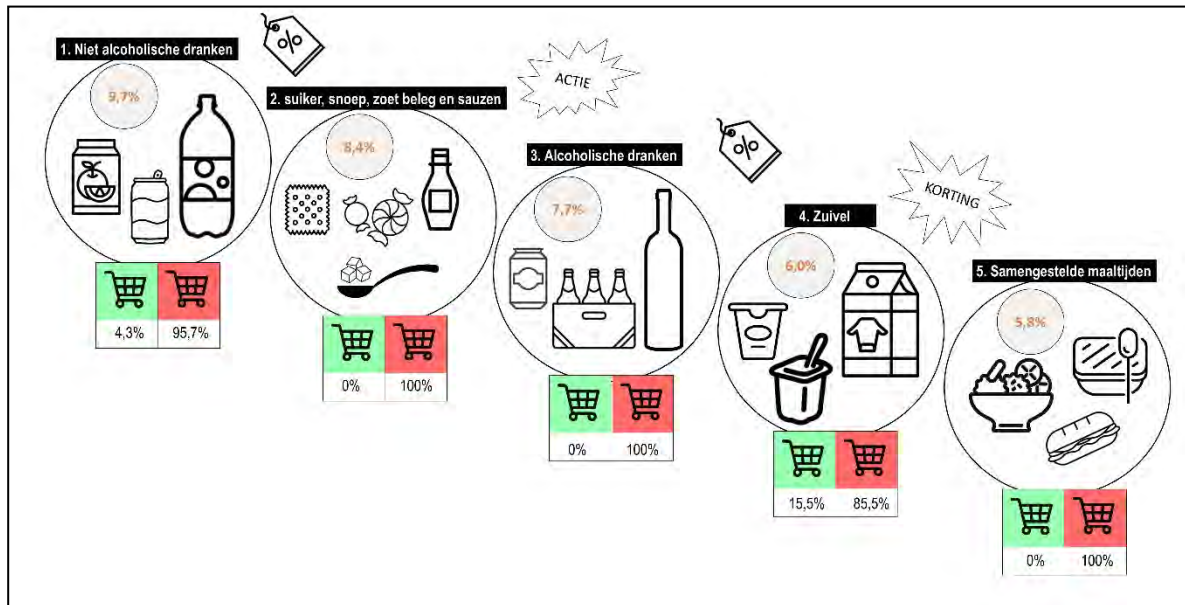 1. Niet alcoholische dranken
9,7%
4,3% 95,7%
%
2. suiker, snoep, zoet beleg en sauzen
8,4%
0% 100%
ACTIE
3. Alcoholische dranken
7,7%
0% 100%
%
4. Zuivel
6,0%
15,5% 85,5%
KORTING
5. Samengestelde maaltijden
5,8%
0% 100%